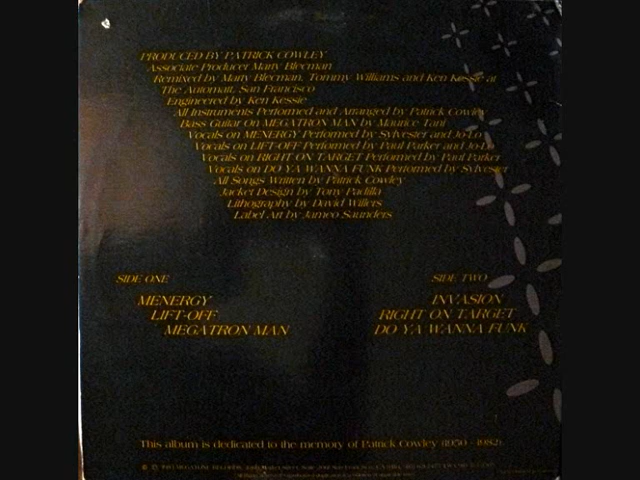 PRODUCED BY PATRICK COWLEY
Associate Producer Marty Blecman
Remixed by Marty Blecman, Tommy Williams and Ken Kessie at
The Automatt, San Francisco
Engineered by Ken Kessie
All Instruments Performed and Arranged by Patrick Cowley
Bass Guitar On MEGATRON MAN by Maurice Tani
Vocals on MENERGY Performed by Sylvester and Jo-Lo
Vocals on LIFT-OFF Performed by Paul Parker and Jo-Lo
Vocals on RIGHT ON TARGET Performed by Paul Parker
Vocals on DO YA WANNA FUNK Performed by Sylvester
All Songs Written by Patrick Cowley
Jacket Design by Tony Padilla
Lithography by David Willers
Label Art by Jameo Saunders
SIDE ONE
MENERGY
LIFT-OFF
MEGATRON MAN
SIDE TWO
INVASION
RIGHT ON TARGET
DO YA WANNA FUNK
This album is dedicated to the memory of Patrick Cowley (1950 - 1982).
MEGATONE RECORDS